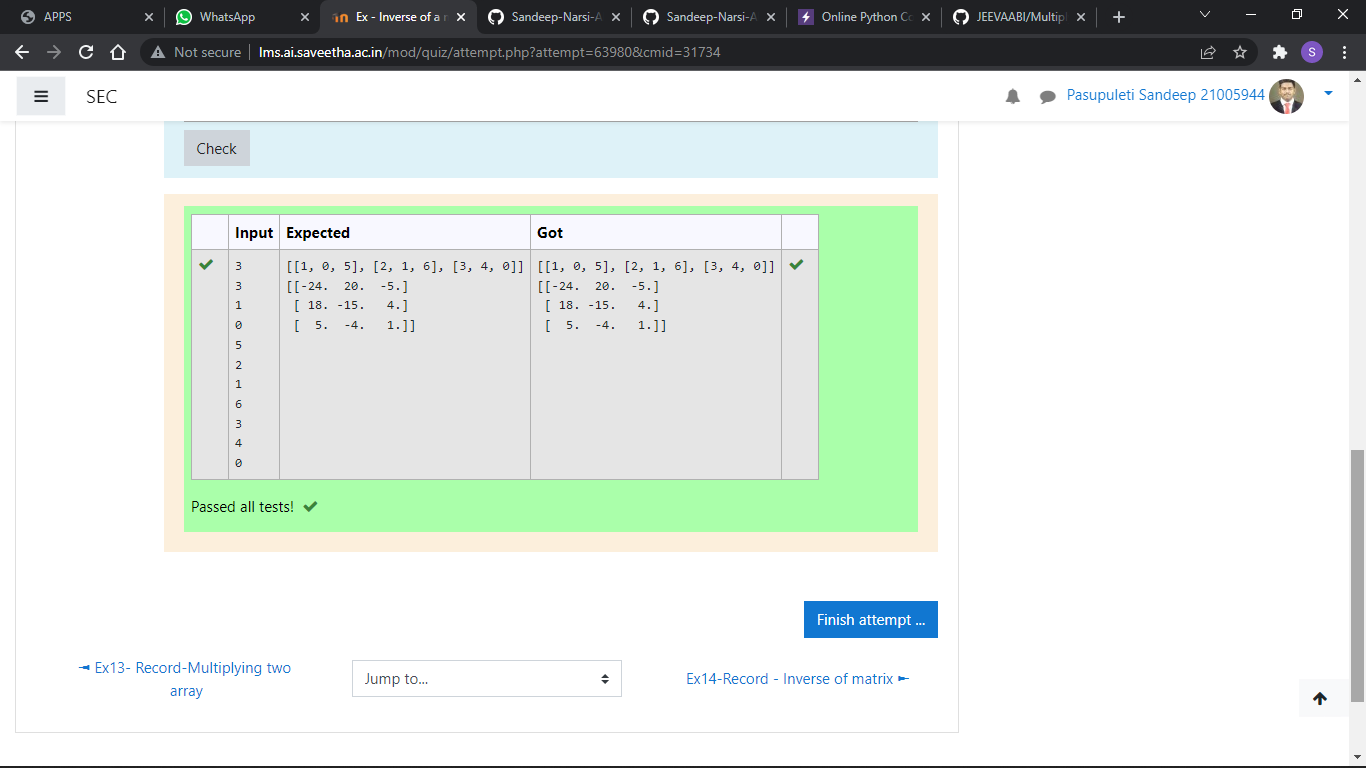 APPS
WhatsApp
Ex - Inverse of a
Sandeep-Narsi-A
Sandeep-Narsi-A
Online Python Co
JEEVAABI/Multipl
Not secure | lms.ai.saveetha.ac.in/mod/quiz/attempt.php?attempt=63980&cmid=31734
S
SEC
Pasupuleti Sandeep 21005944
Check
Input Expected Got
3 [[1, 0, 5], [2, 1, 6], [3, 4, 0]] [[1, 0, 5], [2, 1, 6], [3, 4, 0]]
3 [[-24. 20. -5.] [[-24. 20. -5.]
1 [ 18. -15. 4.] [ 18. -15. 4.]
0 [ 5. -4. 1.]] [ 5. -4. 1.]]
5
2
1
6
3
4
0
Passed all tests!
Finish attempt ...
◄ Ex13- Record-Multiplying two
array
Jump to...
Ex14-Record - Inverse of matrix ►